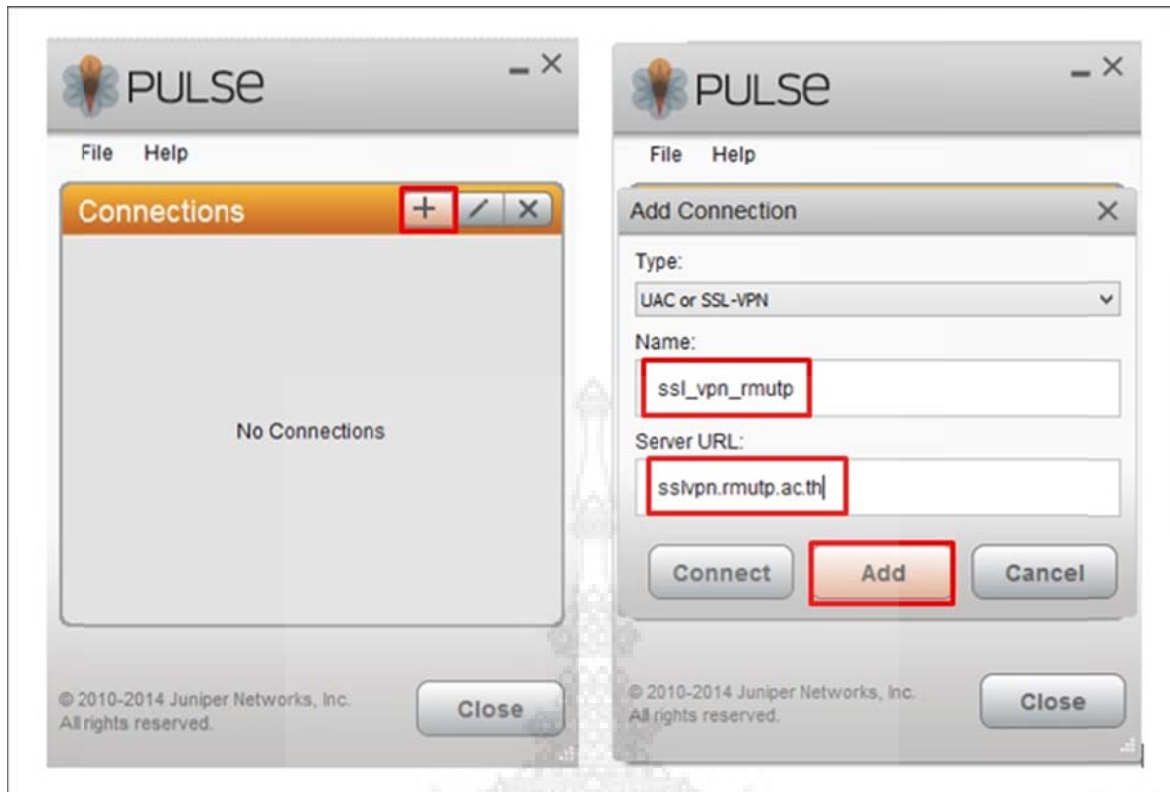 PULSE
File Help
Connections
No Connections
© 2010-2014 Juniper Networks, Inc.
All rights reserved.
Close
PULSE
File Help
Add Connection
Type:
UAC or SSL-VPN
Name:
ssl_vpn_rmutp
Server URL:
sslvpn.rmutp.ac.th
Connect Add Cancel
© 2010-2014 Juniper Networks, Inc.
All rights reserved.
Close